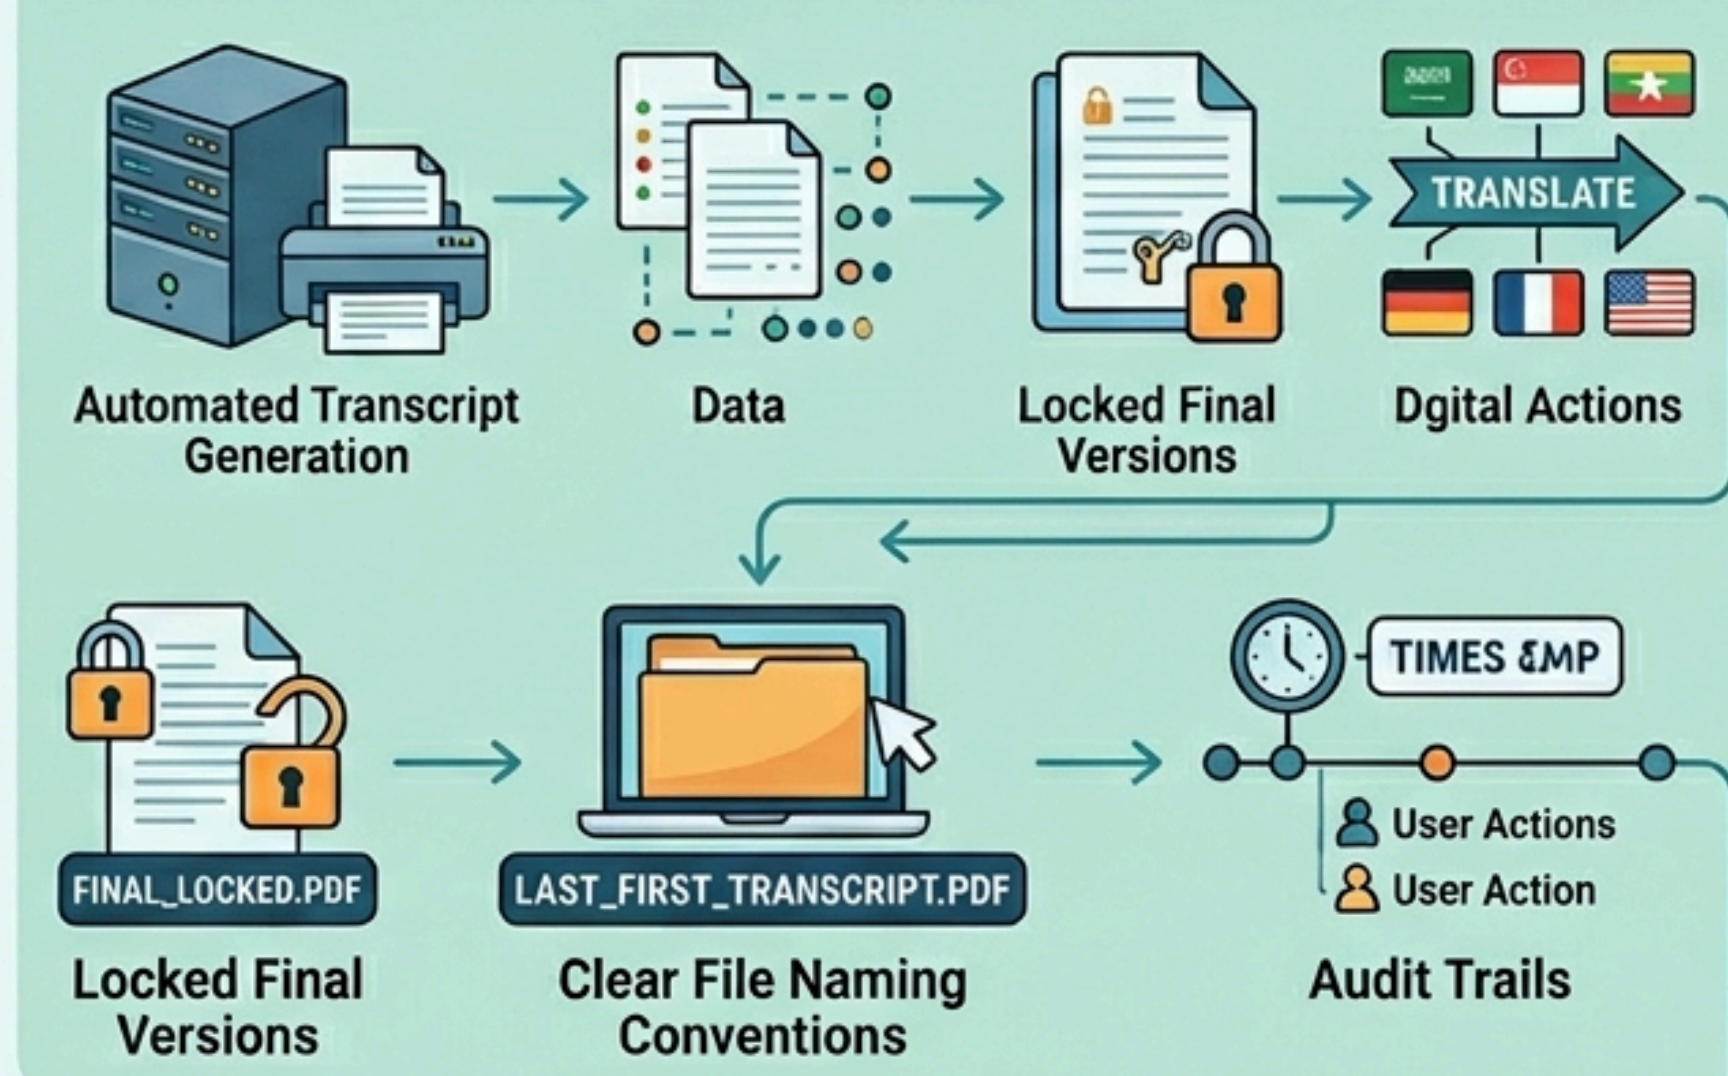 TRANSLATE
Automated Transcript
Generation
Data
Locked Final
Versions
Dgital Actions
TIMES &MP
User Actions
User Action
FINAL_LOCKED.PDF
LAST_FIRST_TRANSCRIPT.PDF
Locked Final
Versions
Clear File Naming
Conventions
Audit Trails